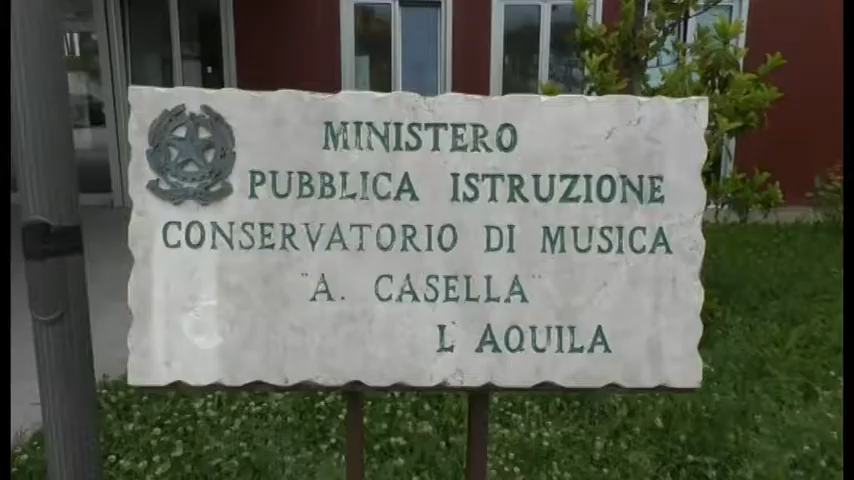 MINISTERO
PUBBLICA ISTRUZIONE
CONSERVATORIO DI MUSICA
"A. CASELLA"
L'AQUILA